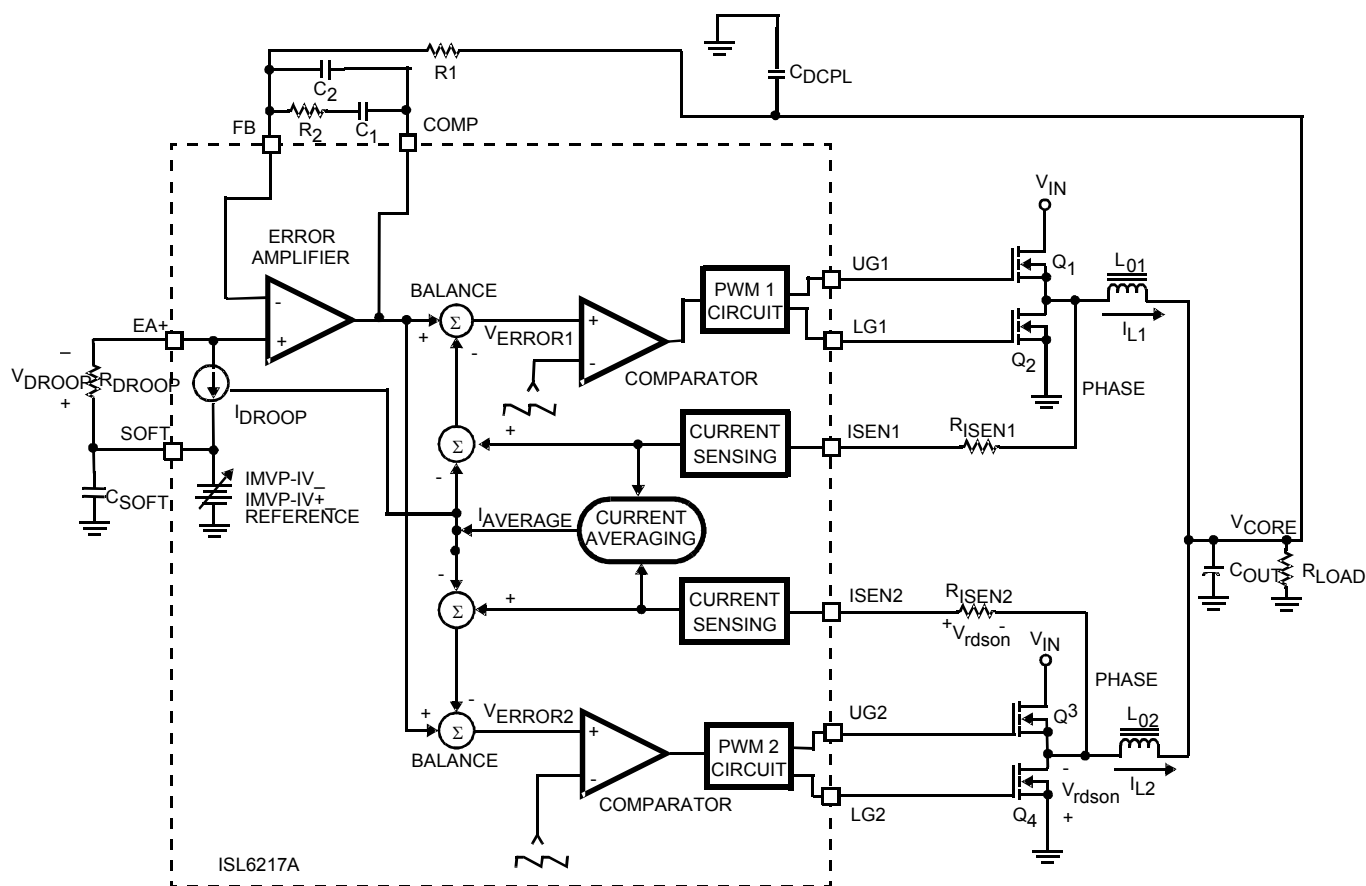 CDCPL
R1
C2
R2
C1
FB
COMP
VIN
ERROR
AMPLIFIER
UG1
Q1
L01
BALANCE
PWM 1
CIRCUIT
-
EA+
+
Σ
VERROR1
+
-
LG1
IL1
–
+
-
COMPARATOR
Q2
VDROOP
RDROOP
PHASE
+
IDROOP
SOFT
+
CURRENT
SENSING
ISEN1
RISEN1
Σ
-
CSOFT
IMVP-IV_
IMVP-IV+
REFERENCE
IAVERAGE
CURRENT
AVERAGING
VCORE
COUT
RLOAD
-
+
CURRENT
SENSING
ISEN2
RISEN2
+ Vrdson -
Σ
VIN
PHASE
-
+
VERROR2
UG2
Q3
L02
Σ
+
PWM 2
CIRCUIT
BALANCE
-
-
IL2
COMPARATOR
Vrdson
LG2
Q4
+
ISL6217A